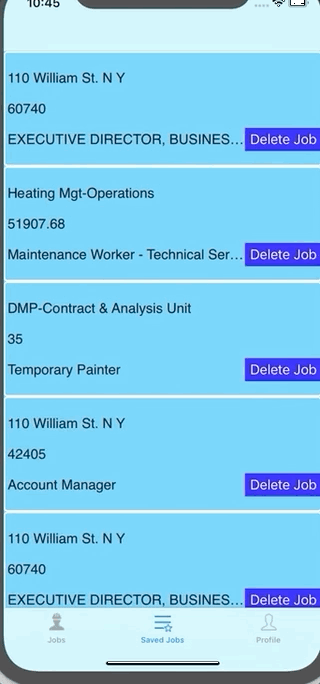 10:45
110 William St. N Y
60740
EXECUTIVE DIRECTOR, BUSINES... Delete Job
Heating Mgt-Operations
51907.68
Maintenance Worker - Technical Ser... Delete Job
DMP-Contract & Analysis Unit
35
Temporary Painter Delete Job
110 William St. N Y
42405
Account Manager Delete Job
110 William St. N Y
60740
EXECUTIVE DIRECTOR, BUSINES... Delete Job
Jobs Saved Jobs Profile